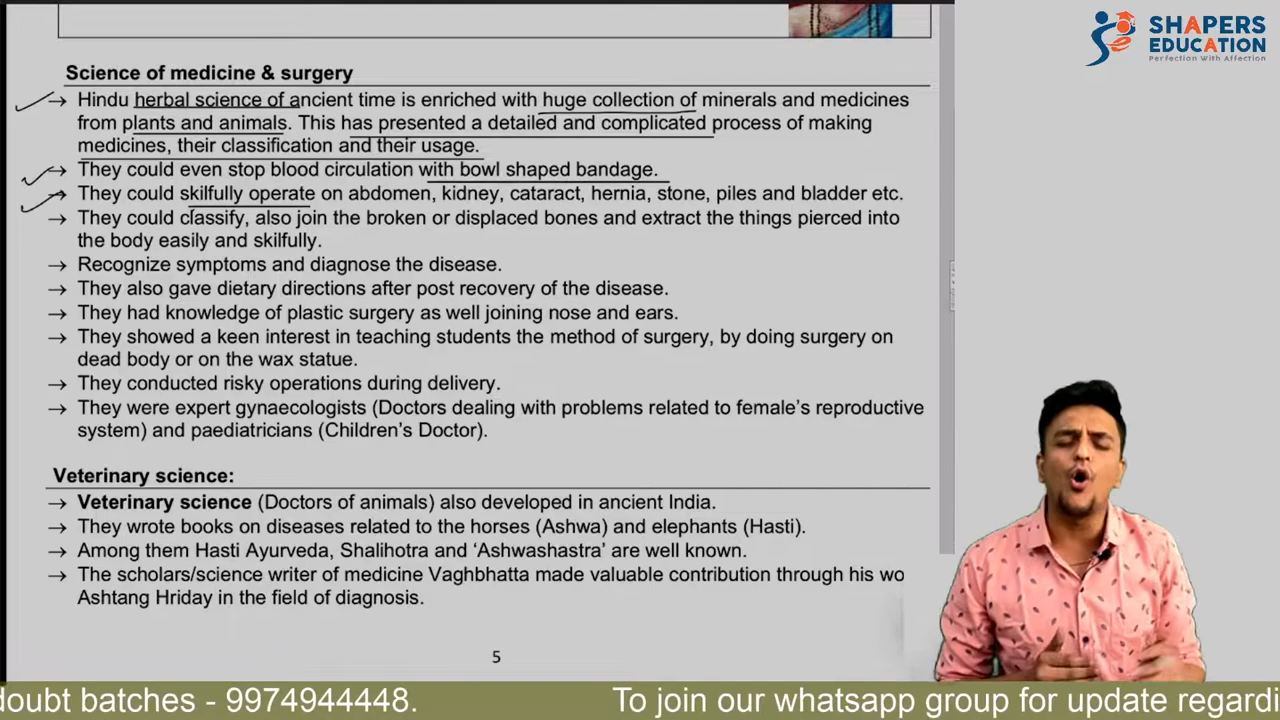 SHAPERS
EDUCATION
Perfection With Affection
Science of medicine & surgery
→ Hindu herbal science of ancient time is enriched with huge collection of minerals and medicines
from plants and animals. This has presented a detailed and complicated process of making
medicines, their classification and their usage.
→ They could even stop blood circulation with bowl shaped bandage.
→ They could skilfully operate on abdomen, kidney, cataract, hernia, stone, piles and bladder etc.
→ They could classify, also join the broken or displaced bones and extract the things pierced into
the body easily and skilfully.
→ Recognize symptoms and diagnose the disease.
→ They also gave dietary directions after post recovery of the disease.
→ They had knowledge of plastic surgery as well joining nose and ears.
→ They showed a keen interest in teaching students the method of surgery, by doing surgery on
dead body or on the wax statue.
→ They conducted risky operations during delivery.
→ They were expert gynaecologists (Doctors dealing with problems related to female's reproductive
system) and paediatricians (Children's Doctor).
Veterinary science:
→ Veterinary science (Doctors of animals) also developed in ancient India.
→ They wrote books on diseases related to the horses (Ashwa) and elephants (Hasti).
→ Among them Hasti Ayurveda, Shalihotra and 'Ashwashastra' are well known.
→ The scholars/science writer of medicine Vaghbhatta made valuable contribution through his wo
Ashtang Hriday in the field of diagnosis.
5
doubt batches - 9974944448. To join our whatsapp group for update regardi